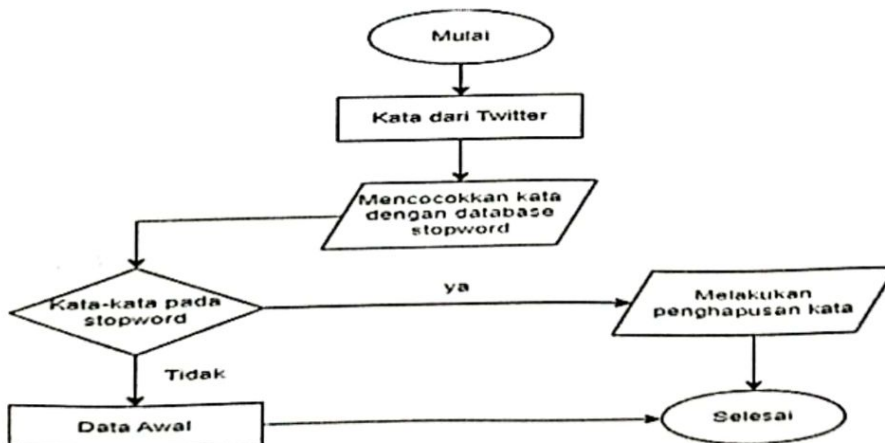 Mulai
Kata dari Twitter
Mencocokkan kata
dengan database
stopword
Kata-kata pada
stopword
ya
Melakukan
penghapusan kata
Tidak
Data Awal
Selesai